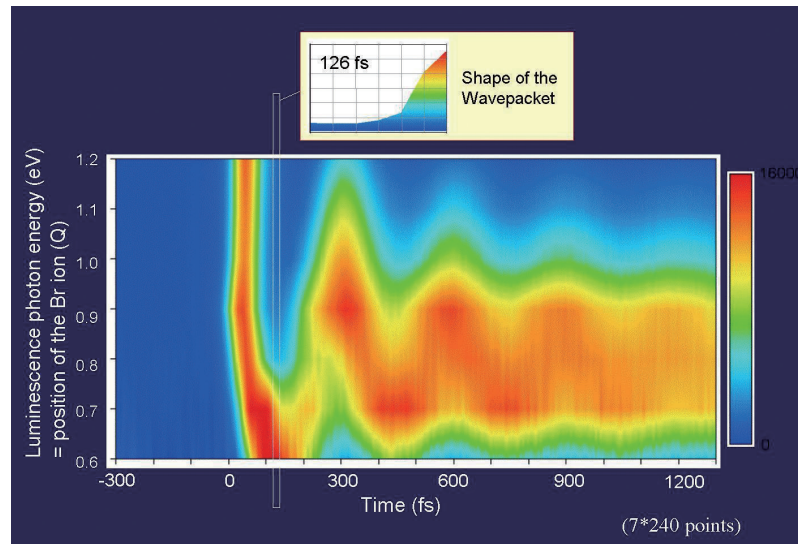 126 fs
Shape of the
Wavepacket
Luminescence photon energy (eV)
= position of the Br ion (Q)
1.2
1.1
1.0
0.9
0.8
0.7
0.6
-300
0
300
600
900
1200
Time (fs)
16000
0
(7*240 points)